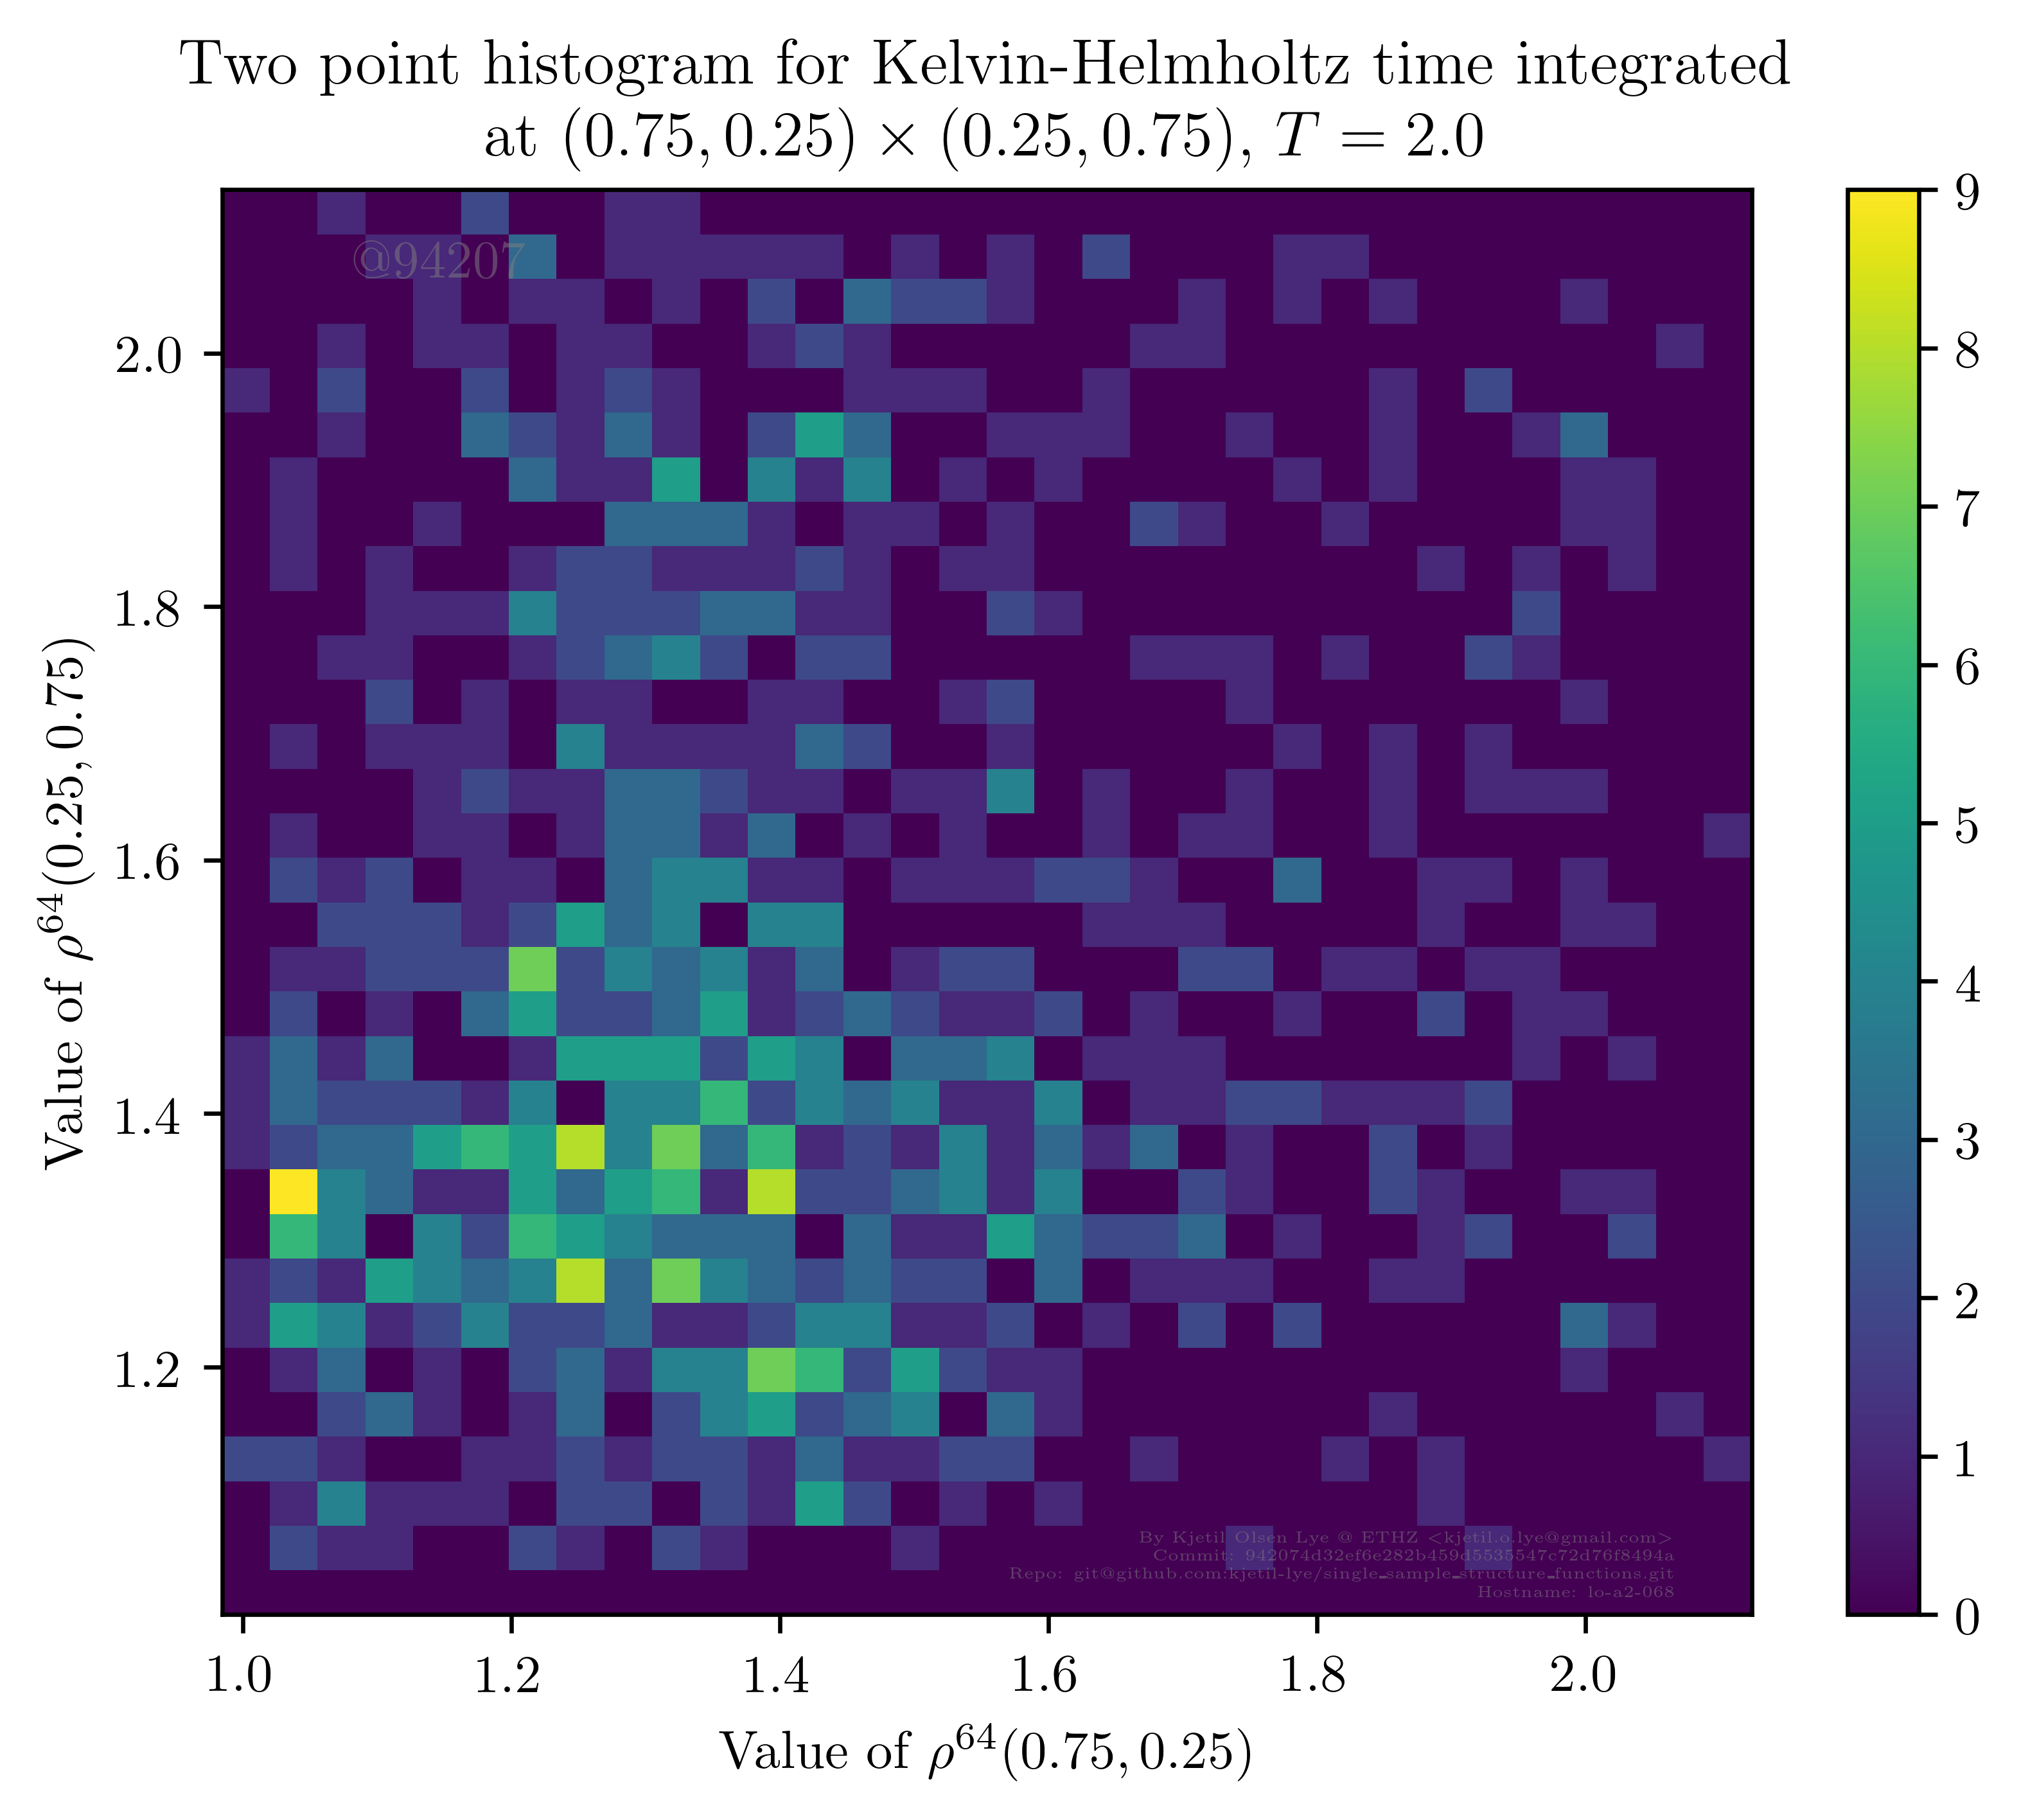 Two point histogram for Kelvin-Helmholtz time integrated
at (0.75, 0.25) × (0.25, 0.75), T = 2.0
@94207
2.0
1.8
1.6
1.4
1.2
Value of ρ^64(0.25, 0.75)
1.0
1.2
1.4
1.6
1.8
2.0
Value of ρ^64(0.75, 0.25)
9
8
7
6
5
4
3
2
1
0
By Kjetil Olsen Lye @ ETHZ <kjetil.o.lye@gmail.com>
Commit: 942074d32ef6e282b459d5535547c72d76f8494a
Repo: git@github.com:kjetil-lye/single_sample_structure_functions.git
Hostname: lo-a2-068